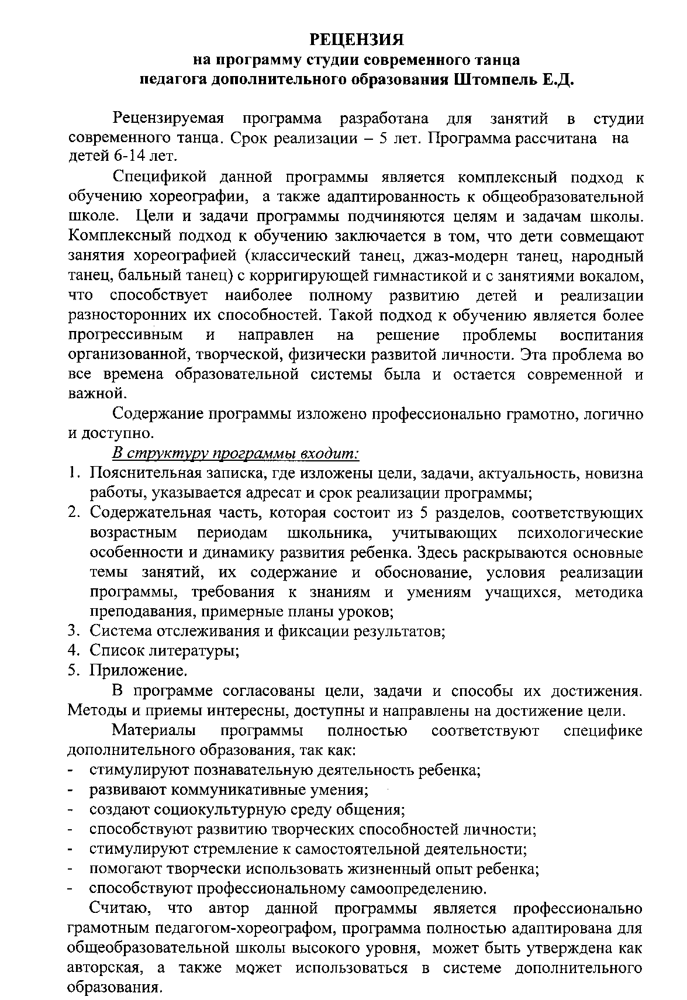 РЕЦЕНЗИЯ
на программу студии современного танца
педагога дополнительного образования Штомпель Е.Д.
Рецензируемая программа разработана для занятий в студии
современного танца. Срок реализации – 5 лет. Программа рассчитана на
детей 6-14 лет.
Спецификой данной программы является комплексный подход к
обучению хореографии, а также адаптированность к общеобразовательной
школе. Цели и задачи программы подчиняются целям и задачам школы.
Комплексный подход к обучению заключается в том, что дети совмещают
занятия хореографией (классический танец, джаз-модерн танец, народный
танец, бальный танец) с корригирующей гимнастикой и с занятиями вокалом,
что способствует наиболее полному развитию детей и реализации
разносторонних их способностей. Такой подход к обучению является более
прогрессивным и направлен на решение проблемы воспитания
организованной, творческой, физически развитой личности. Эта проблема во
все времена образовательной системы была и остается современной и
важной.
Содержание программы изложено профессионально грамотно, логично
и доступно.
В структуру программы входит:
1. Пояснительная записка, где изложены цели, задачи, актуальность, новизна
работы, указывается адресат и срок реализации программы;
2. Содержательная часть, которая состоит из 5 разделов, соответствующих
возрастным периодам школьника, учитывающих психологические
особенности и динамику развития ребенка. Здесь раскрываются основные
темы занятий, их содержание и обоснование, условия реализации
программы, требования к знаниям и умениям учащихся, методика
преподавания, примерные планы уроков;
3. Система отслеживания и фиксации результатов;
4. Список литературы;
5. Приложение.
В программе согласованы цели, задачи и способы их достижения.
Методы и приемы интересны, доступны и направлены на достижение цели.
Материалы программы полностью соответствуют специфике
дополнительного образования, так как:
- стимулируют познавательную деятельность ребенка;
- развивают коммуникативные умения;
- создают социокультурную среду общения;
- способствуют развитию творческих способностей личности;
- стимулируют стремление к самостоятельной деятельности;
- помогают творчески использовать жизненный опыт ребенка;
- способствуют профессиональному самоопределению.
Считаю, что автор данной программы является профессионально
грамотным педагогом-хореографом, программа полностью адаптирована для
общеобразовательной школы высокого уровня, может быть утверждена как
авторская, а также может использоваться в системе дополнительного
образования.